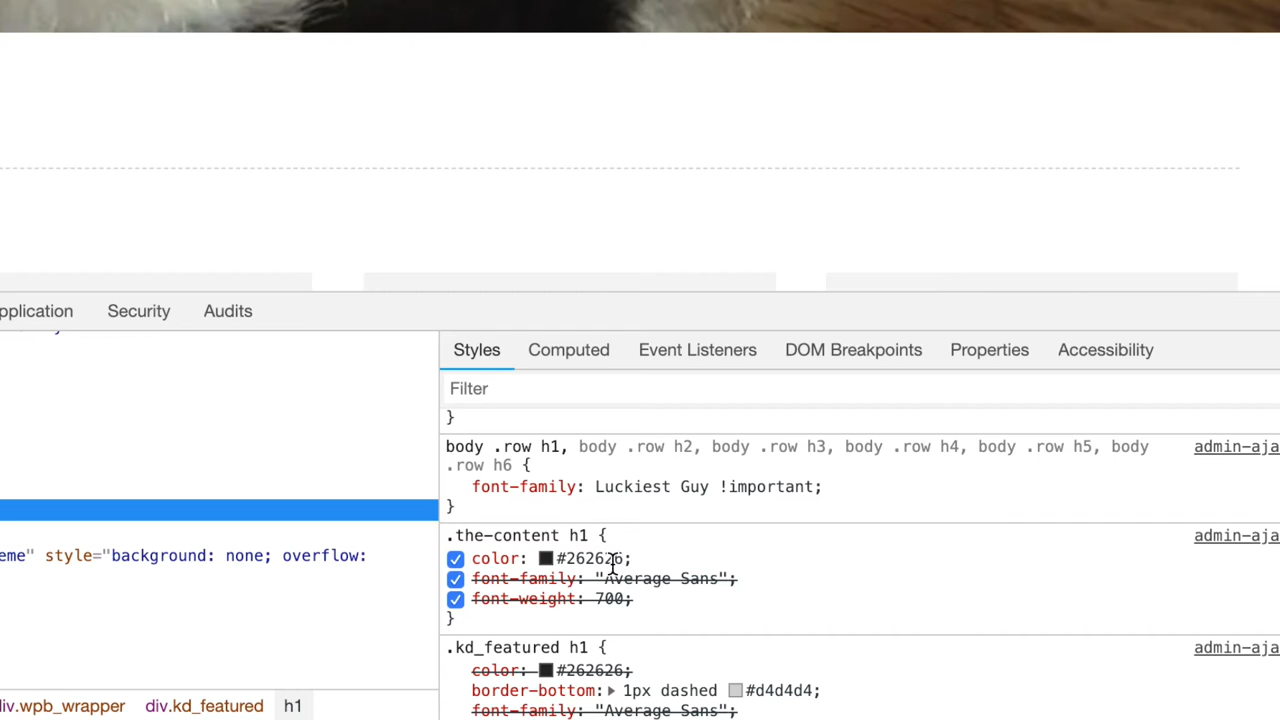 pplication Security Audits
Styles Computed Event Listeners DOM Breakpoints Properties Accessibility
Filter
}
body .row h1, body .row h2, body .row h3, body .row h4, body .row h5, body admin-aja
.row h6 {
font-family: Luckiest Guy !important;
}
.the-content h1 { admin-aja
color: #262626;
font-family: "Average Sans";
font-weight: 700;
}
eme" style="background: none; overflow:
.kd_featured h1 { admin-aja
color: #262626;
border-bottom: 1px dashed #d4d4d4;
font-family: "Average Sans";
div.wpb_wrapper div.kd_featured h1